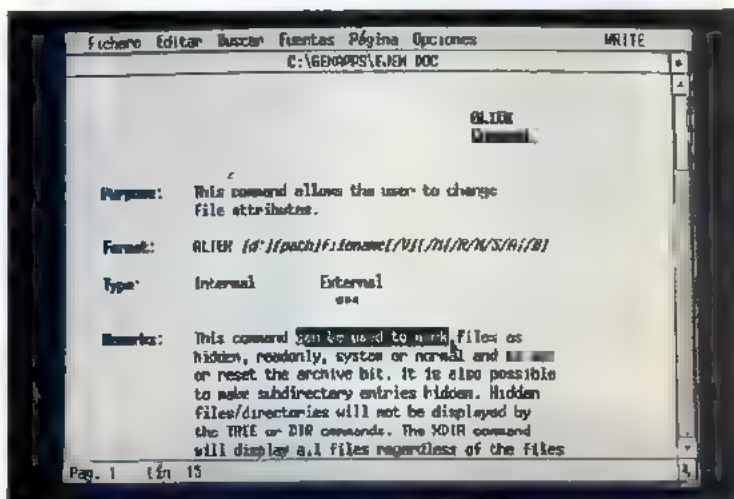 Fichero Editar Buscar Fuentes Página Opciones WRITE
C:\GENAPPS\EJEM DOC
ALTER
Purpose: This command allows the user to change
file attributes.
Format: ALTER [d:][path]filename[/V][/M[/R/N/S/A[/B]
Type: Internal External
***
Remarks: This command can be used to mark files as
hidden, readonly, system or normal and
or reset the archive bit. It is also possible
to make subdirectory entries hidden. Hidden
files/directories will not be displayed by
the TREE or DIR commands. The XDIR command
will display all files regardless of the files
Pag. 1 Lín 13